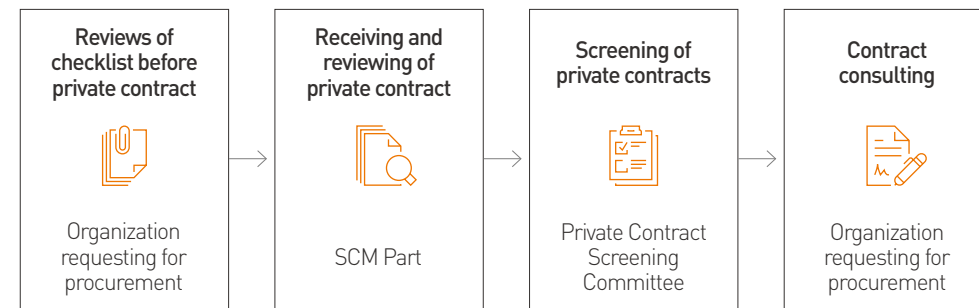 Reviews of
checklist before
private contract
Organization
requesting for
procurement
Receiving and
reviewing of
private contract
SCM Part
Screening of
private contracts
Private Contract
Screening
Committee
Contract
consulting
Organization
requesting for
procurement